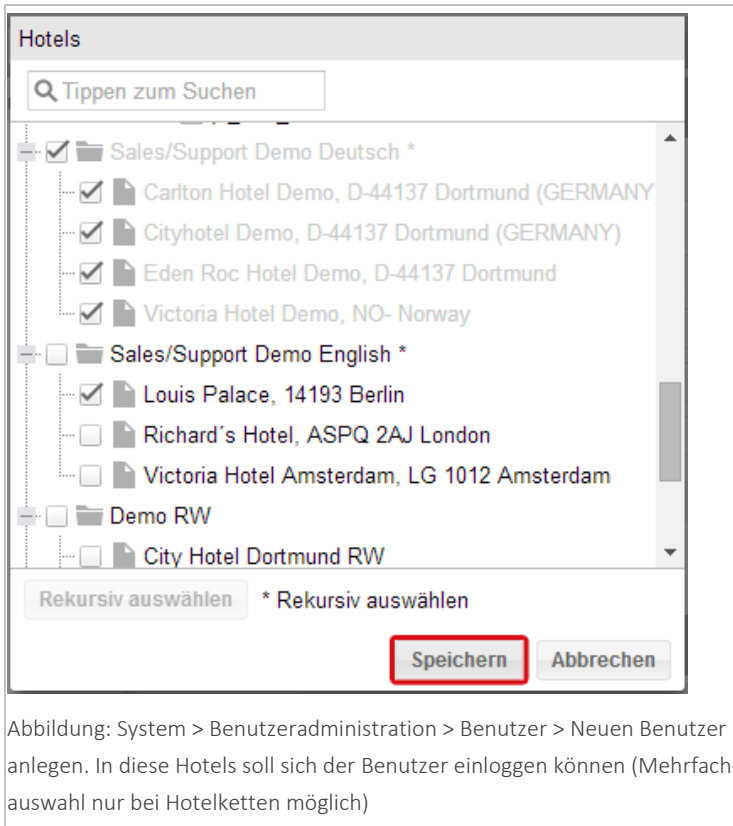 Hotels
Tippen zum Suchen
Sales/Support Demo Deutsch *
Carlton Hotel Demo, D-44137 Dortmund (GERMANY
Cityhotel Demo, D-44137 Dortmund (GERMANY)
Eden Roc Hotel Demo, D-44137 Dortmund
Victoria Hotel Demo, NO- Norway
Sales/Support Demo English *
Louis Palace, 14193 Berlin
Richard´s Hotel, ASPQ 2AJ London
Victoria Hotel Amsterdam, LG 1012 Amsterdam
Demo RW
City Hotel Dortmund RW
Rekursiv auswählen * Rekursiv auswählen
Speichern Abbrechen
Abbildung: System > Benutzeradministration > Benutzer > Neuen Benutzer
anlegen. In diese Hotels soll sich der Benutzer einloggen können (Mehrfach-
auswahl nur bei Hotelketten möglich)